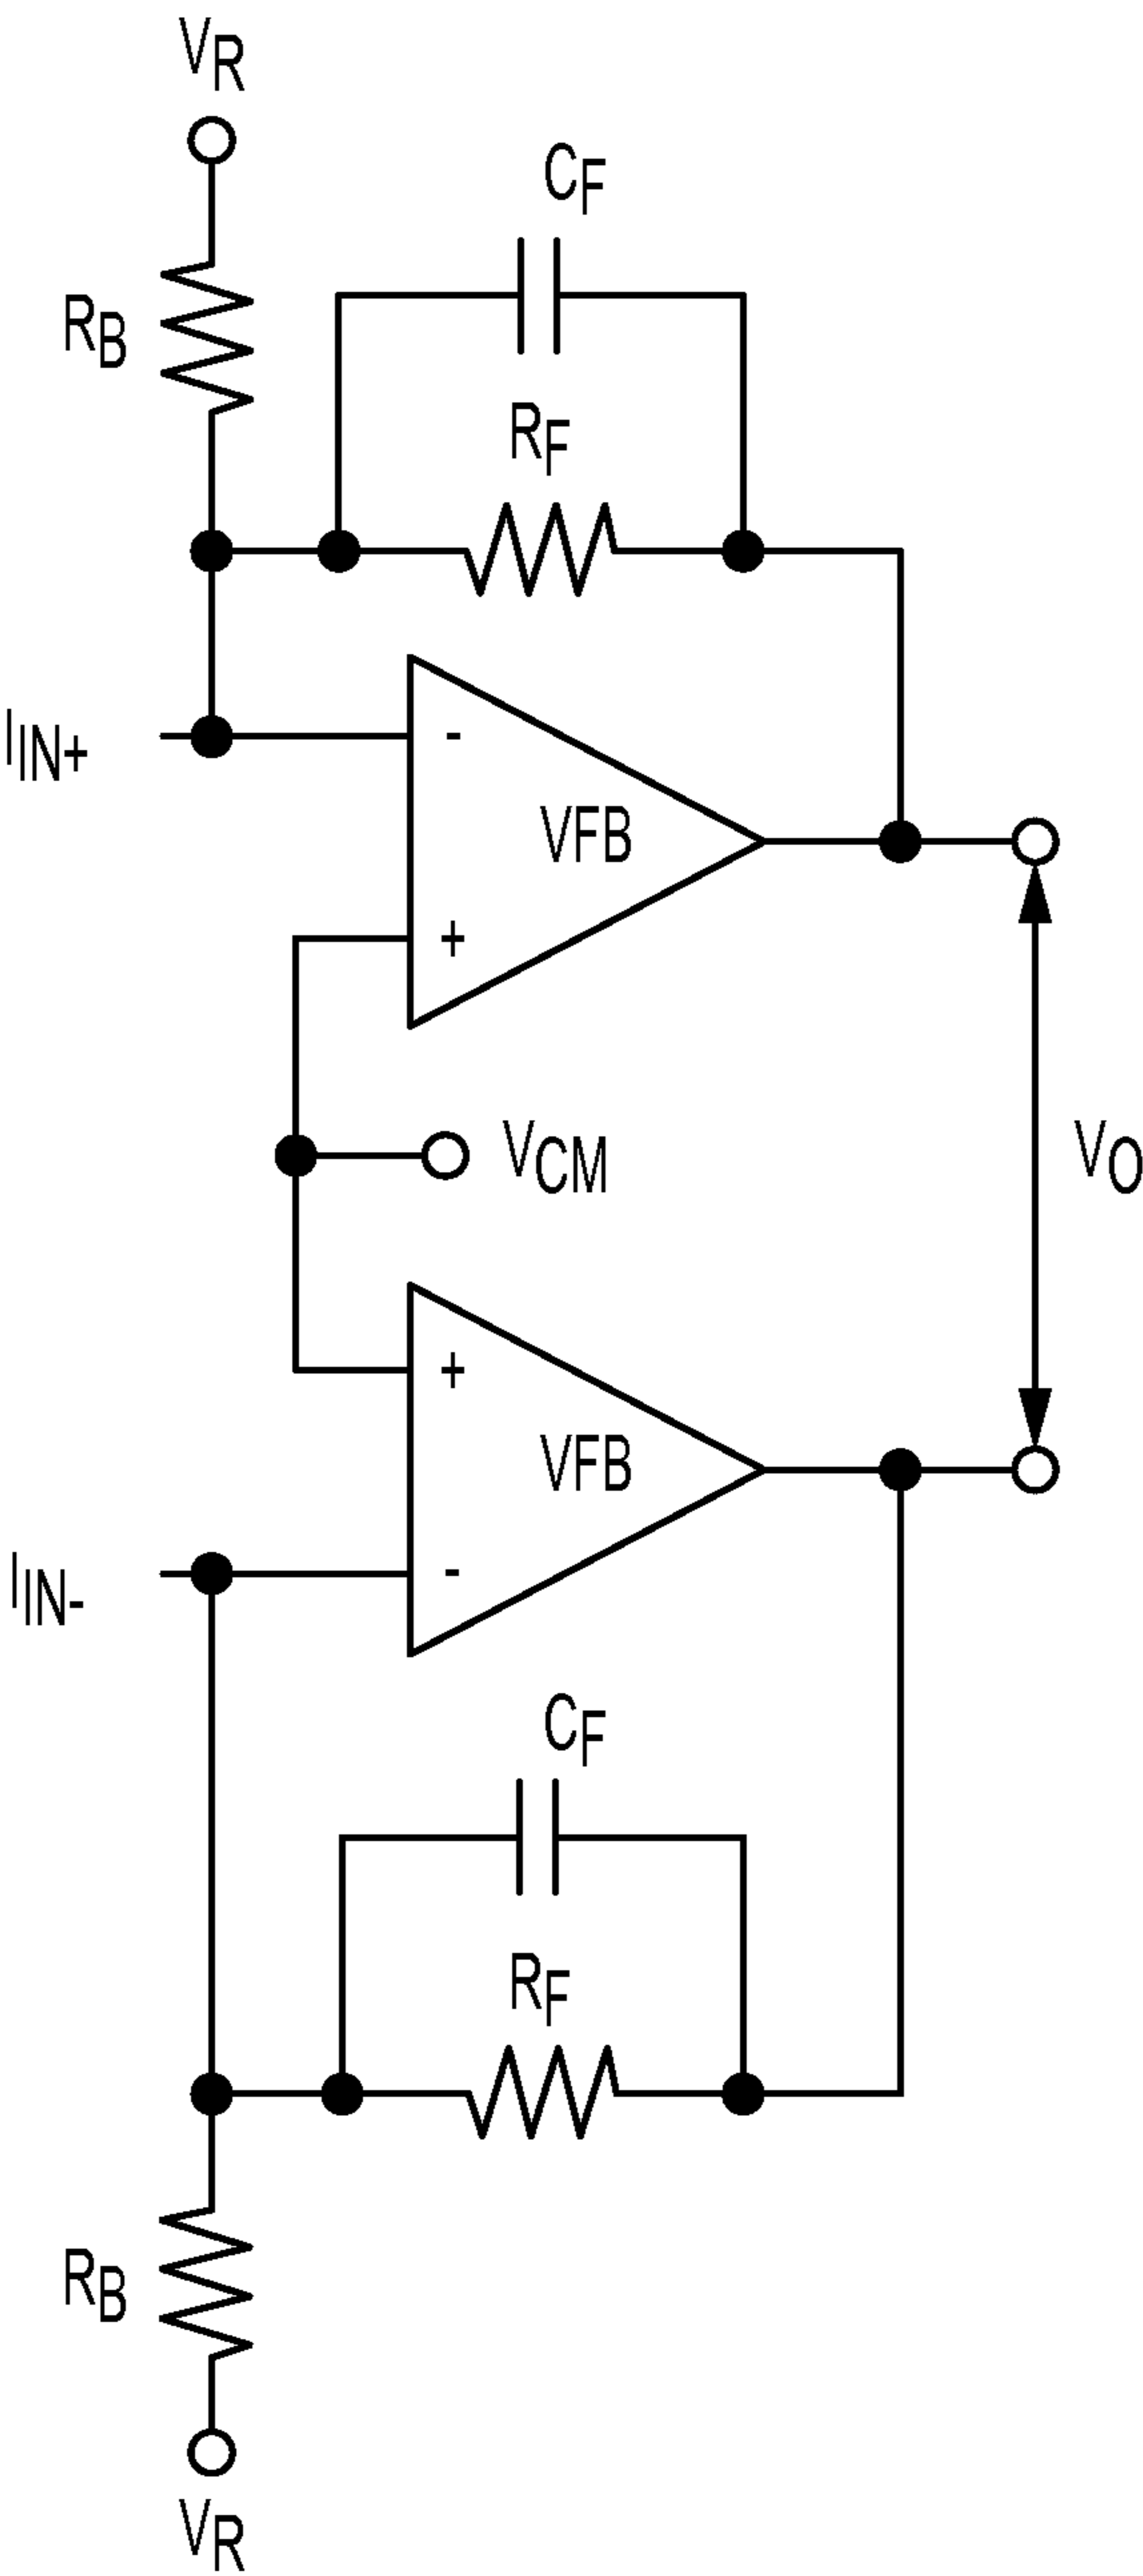 VR
CF
RB
RF
IIN+
-
VFB
+
VCM
VO
+
VFB
-
IIN-
CF
RF
RB
VR